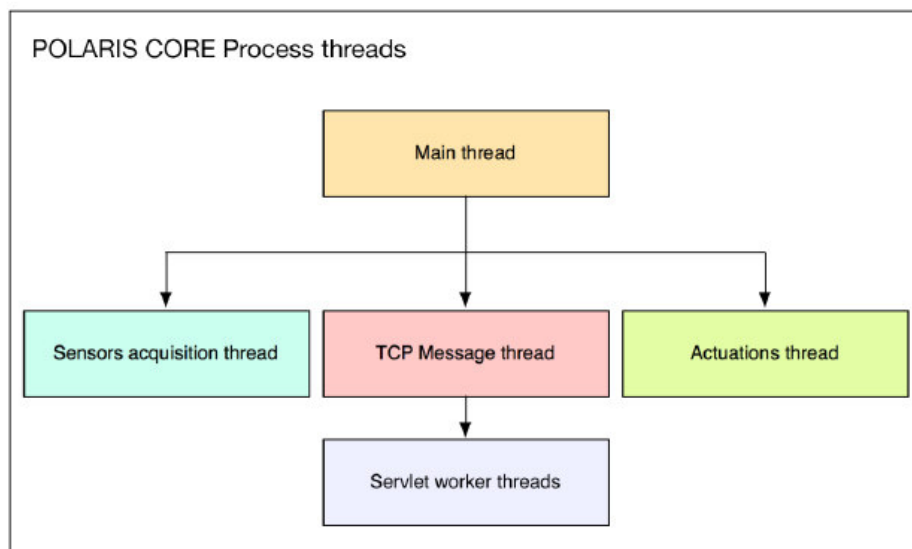 POLARIS CORE Process threads
Main thread
Sensors acquisition thread
TCP Message thread
Actuations thread
Servlet worker threads